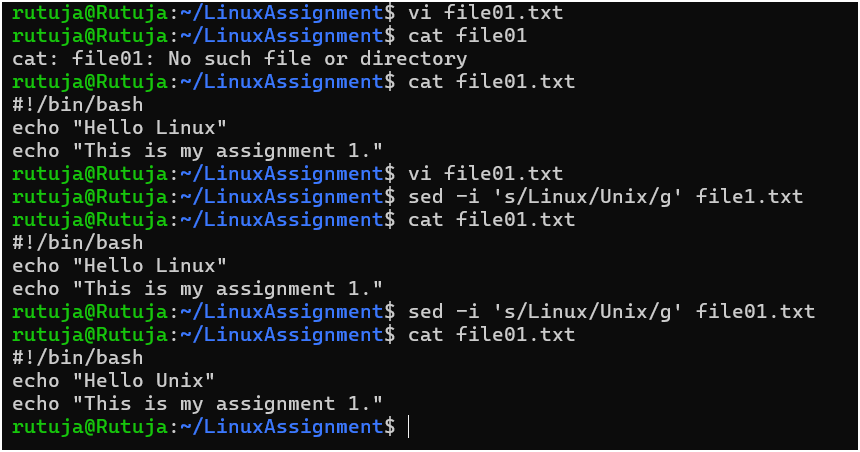 rutuja@Rutuja:~/LinuxAssignment$ vi file01.txt
rutuja@Rutuja:~/LinuxAssignment$ cat file01
cat: file01: No such file or directory
rutuja@Rutuja:~/LinuxAssignment$ cat file01.txt
#!/bin/bash
echo "Hello Linux"
echo "This is my assignment 1."
rutuja@Rutuja:~/LinuxAssignment$ vi file01.txt
rutuja@Rutuja:~/LinuxAssignment$ sed -i 's/Linux/Unix/g' file1.txt
rutuja@Rutuja:~/LinuxAssignment$ cat file01.txt
#!/bin/bash
echo "Hello Linux"
echo "This is my assignment 1."
rutuja@Rutuja:~/LinuxAssignment$ sed -i 's/Linux/Unix/g' file01.txt
rutuja@Rutuja:~/LinuxAssignment$ cat file01.txt
#!/bin/bash
echo "Hello Unix"
echo "This is my assignment 1."
rutuja@Rutuja:~/LinuxAssignment$